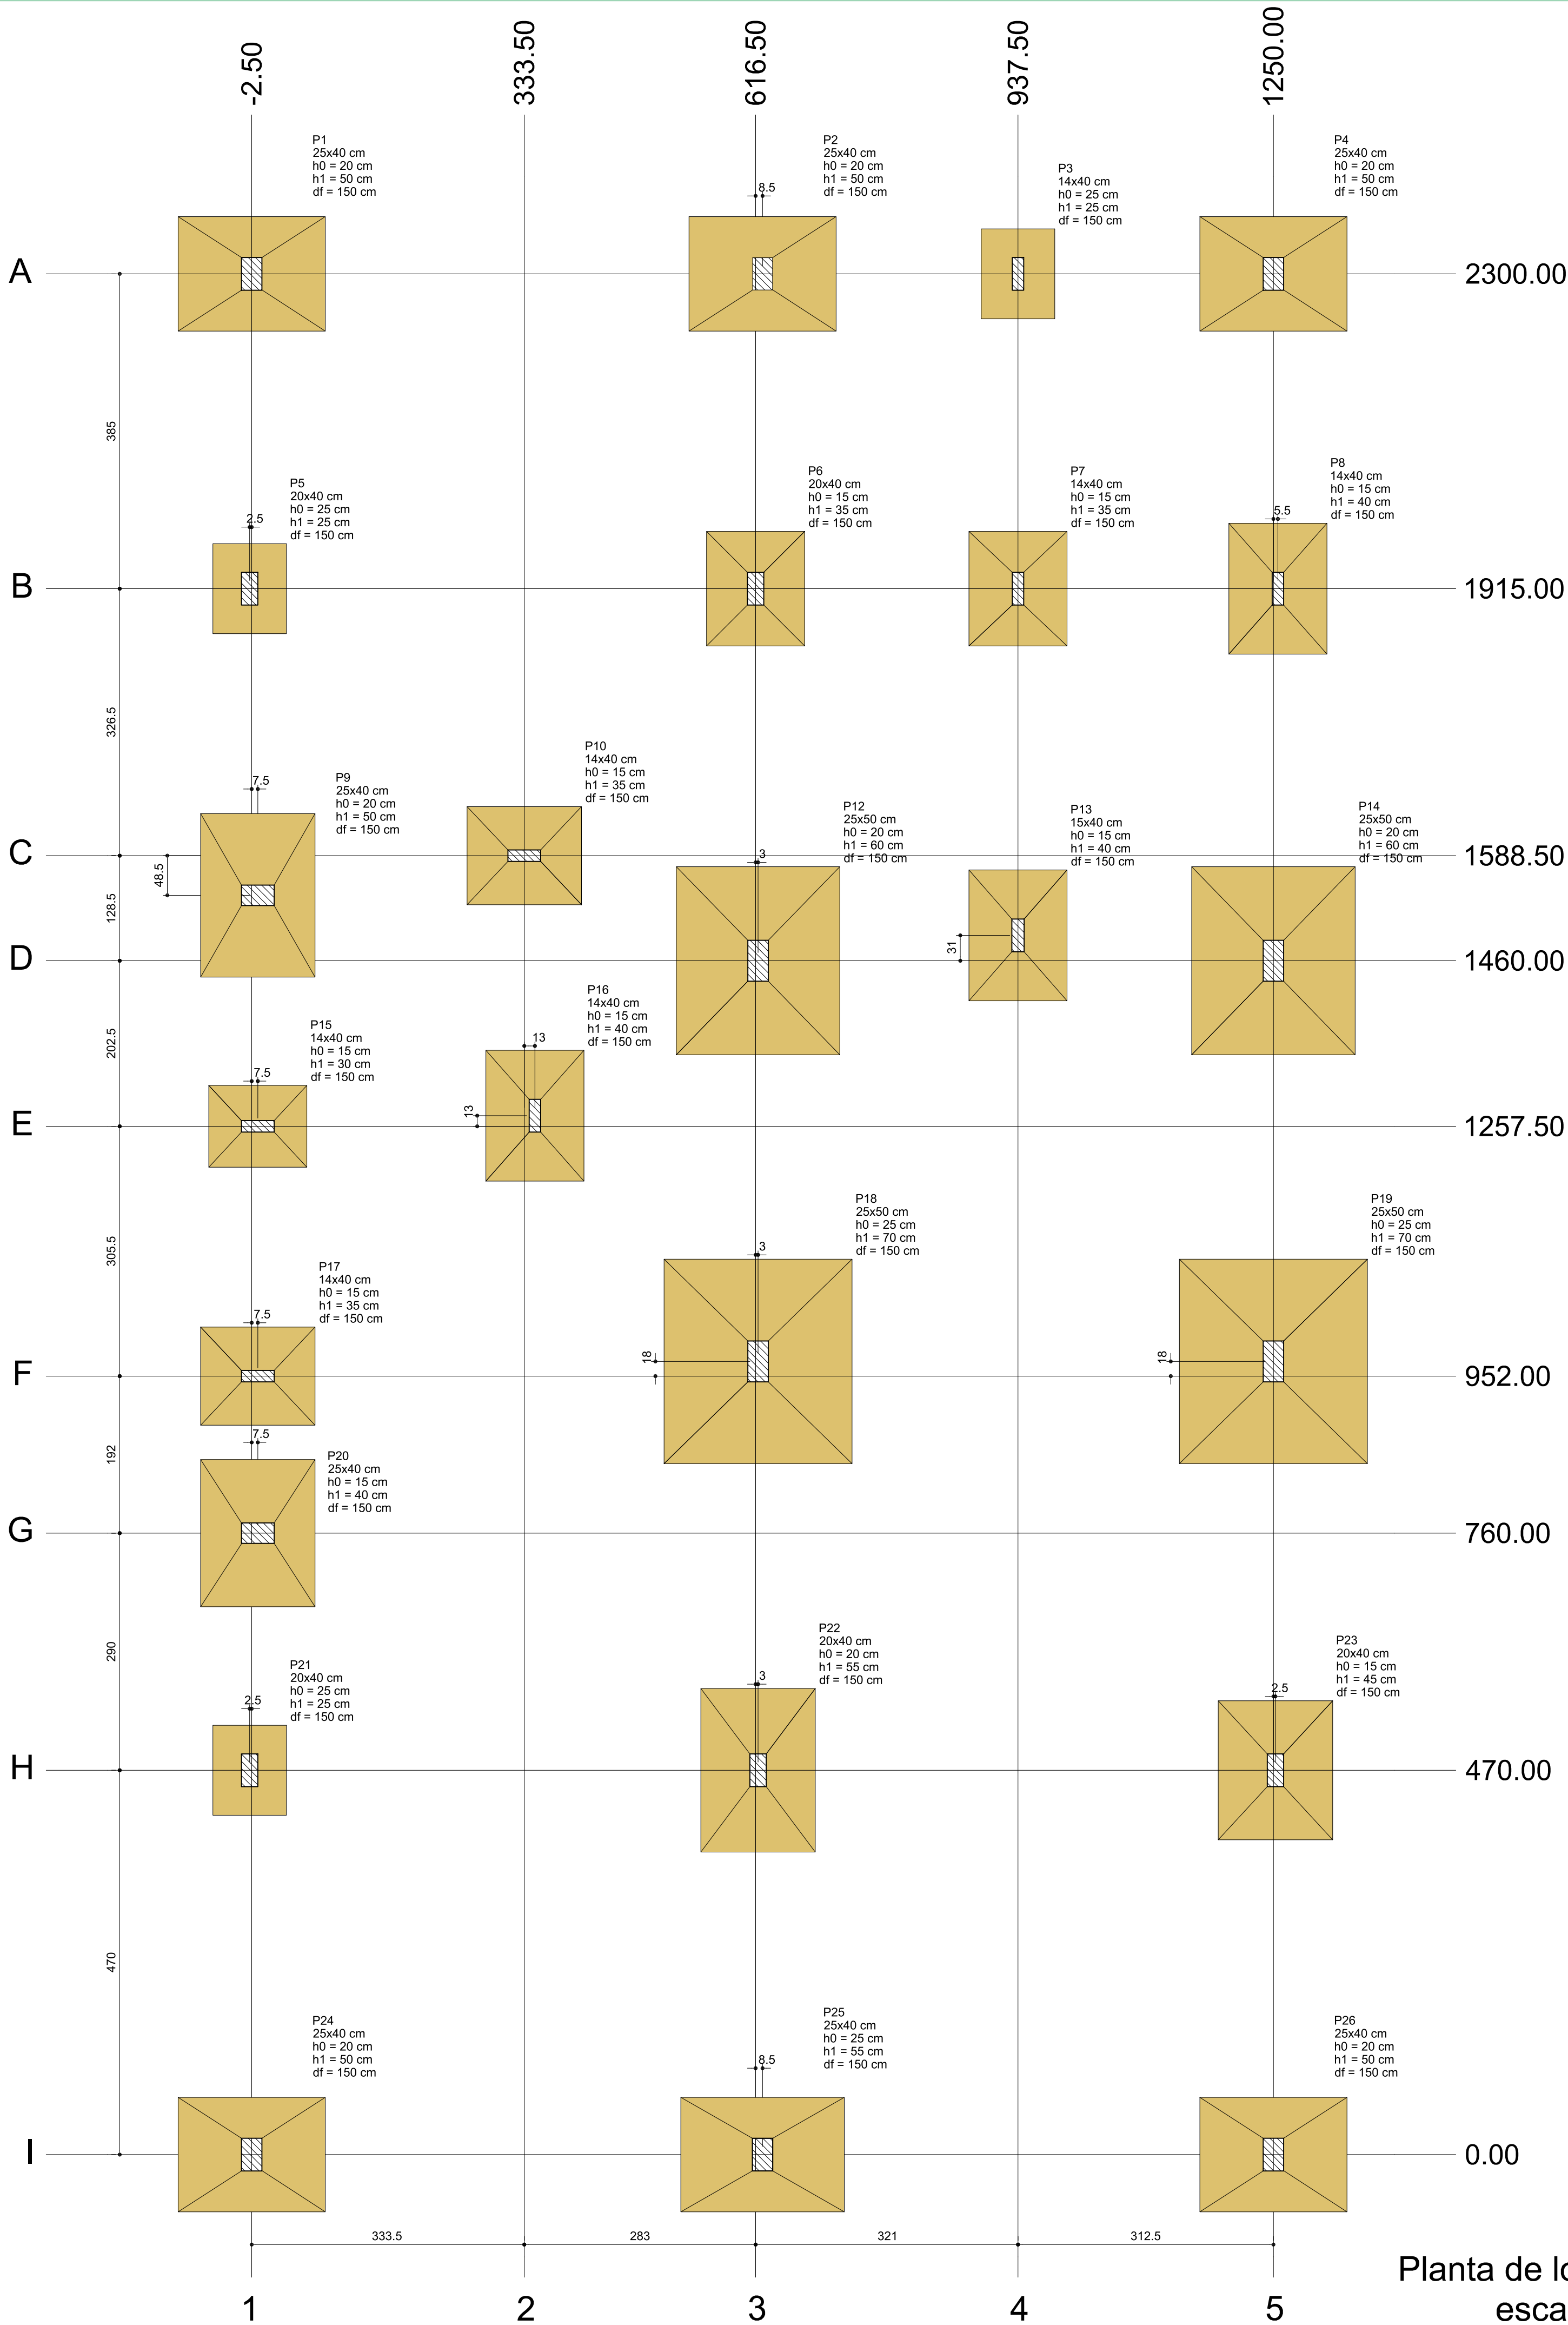 -2.50
333.50
616.50
937.50
1250.00
P1
25x40 cm
h0 = 20 cm
h1 = 50 cm
df = 150 cm
P2
25x40 cm
h0 = 20 cm
h1 = 50 cm
df = 150 cm
8.5
P3
14x40 cm
h0 = 25 cm
h1 = 25 cm
df = 150 cm
P4
25x40 cm
h0 = 20 cm
h1 = 50 cm
df = 150 cm
A
2300.00
385
P5
20x40 cm
h0 = 25 cm
h1 = 25 cm
df = 150 cm
2.5
P6
20x40 cm
h0 = 15 cm
h1 = 35 cm
df = 150 cm
P7
14x40 cm
h0 = 15 cm
h1 = 35 cm
df = 150 cm
P8
14x40 cm
h0 = 15 cm
h1 = 40 cm
df = 150 cm
5.5
B
1915.00
326.5
P9
25x40 cm
h0 = 20 cm
h1 = 50 cm
df = 150 cm
7.5
P10
14x40 cm
h0 = 15 cm
h1 = 35 cm
df = 150 cm
P12
25x50 cm
h0 = 20 cm
h1 = 60 cm
df = 150 cm
3
P13
15x40 cm
h0 = 15 cm
h1 = 40 cm
df = 150 cm
P14
25x50 cm
h0 = 20 cm
h1 = 60 cm
df = 150 cm
C
1588.50
48.5
128.5
31
D
1460.00
202.5
P15
14x40 cm
h0 = 15 cm
h1 = 30 cm
df = 150 cm
7.5
P16
14x40 cm
h0 = 15 cm
h1 = 40 cm
df = 150 cm
13
13
E
1257.50
305.5
P17
14x40 cm
h0 = 15 cm
h1 = 35 cm
df = 150 cm
7.5
P18
25x50 cm
h0 = 25 cm
h1 = 70 cm
df = 150 cm
3
18
P19
25x50 cm
h0 = 25 cm
h1 = 70 cm
df = 150 cm
18
F
952.00
192
7.5
P20
25x40 cm
h0 = 15 cm
h1 = 40 cm
df = 150 cm
G
760.00
290
P21
20x40 cm
h0 = 25 cm
h1 = 25 cm
df = 150 cm
2.5
P22
20x40 cm
h0 = 20 cm
h1 = 55 cm
df = 150 cm
3
P23
20x40 cm
h0 = 15 cm
h1 = 45 cm
df = 150 cm
2.5
H
470.00
470
P24
25x40 cm
h0 = 20 cm
h1 = 50 cm
df = 150 cm
P25
25x40 cm
h0 = 25 cm
h1 = 55 cm
df = 150 cm
8.5
P26
25x40 cm
h0 = 20 cm
h1 = 50 cm
df = 150 cm
I
0.00
333.5
283
321
312.5
Planta de lo
esca
1
2
3
4
5